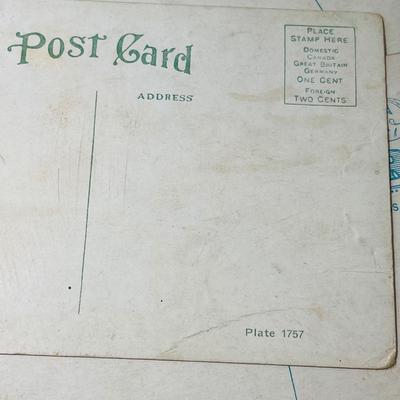 Post Card
PLACE
STAMP HERE
DOMESTIC
CANADA
GREAT BRITAIN
GERMANY
ONE CENT
FOREIGN
TWO CENTS
ADDRESS
Plate 1757